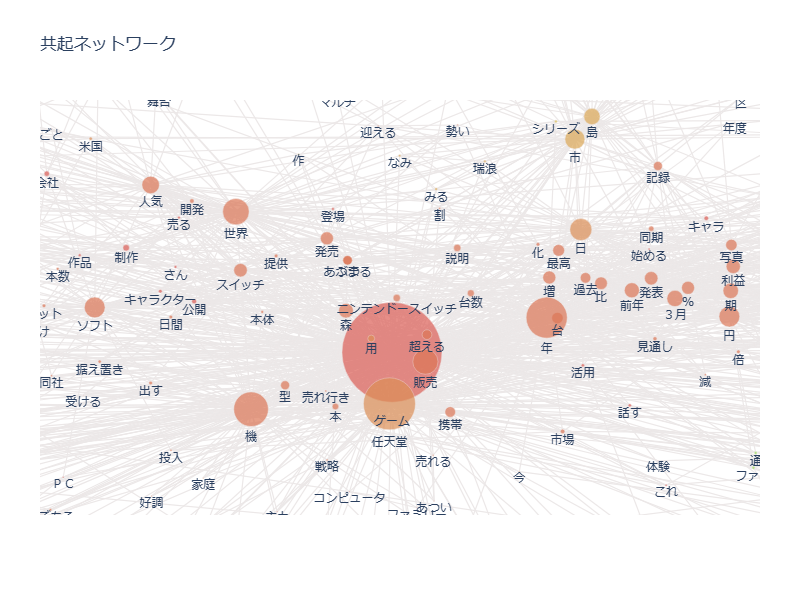 共起ネットワーク
マルチ
区
シリーズ
島
年度
ごと
米国
迎える
勢い
市
作
なみ
瑞浪
記録
会社
人気
開発
売る
世界
登場
みる
割
キャラ
同期
日
発売
化
最高
始める
写真
作品
制作
本数
さん
提供
スイッチ
あつまる
説明
利益
増
過去
比
前年
発表
％
期
3月
キャラクター
公開
ット
ソフト
日間
本体
ニンテンドースイッチ
台数
森
台
円
け
用
超える
年
見通し
倍
据え置き
同社
受ける
出す
販売
活用
減
型
売れ行き
本
ゲーム
携帯
話す
機
任天堂
市場
投入
戦略
売れる
体験
ＰＣ
家庭
今
これ
ファ
好調
コンピュータ
あつい